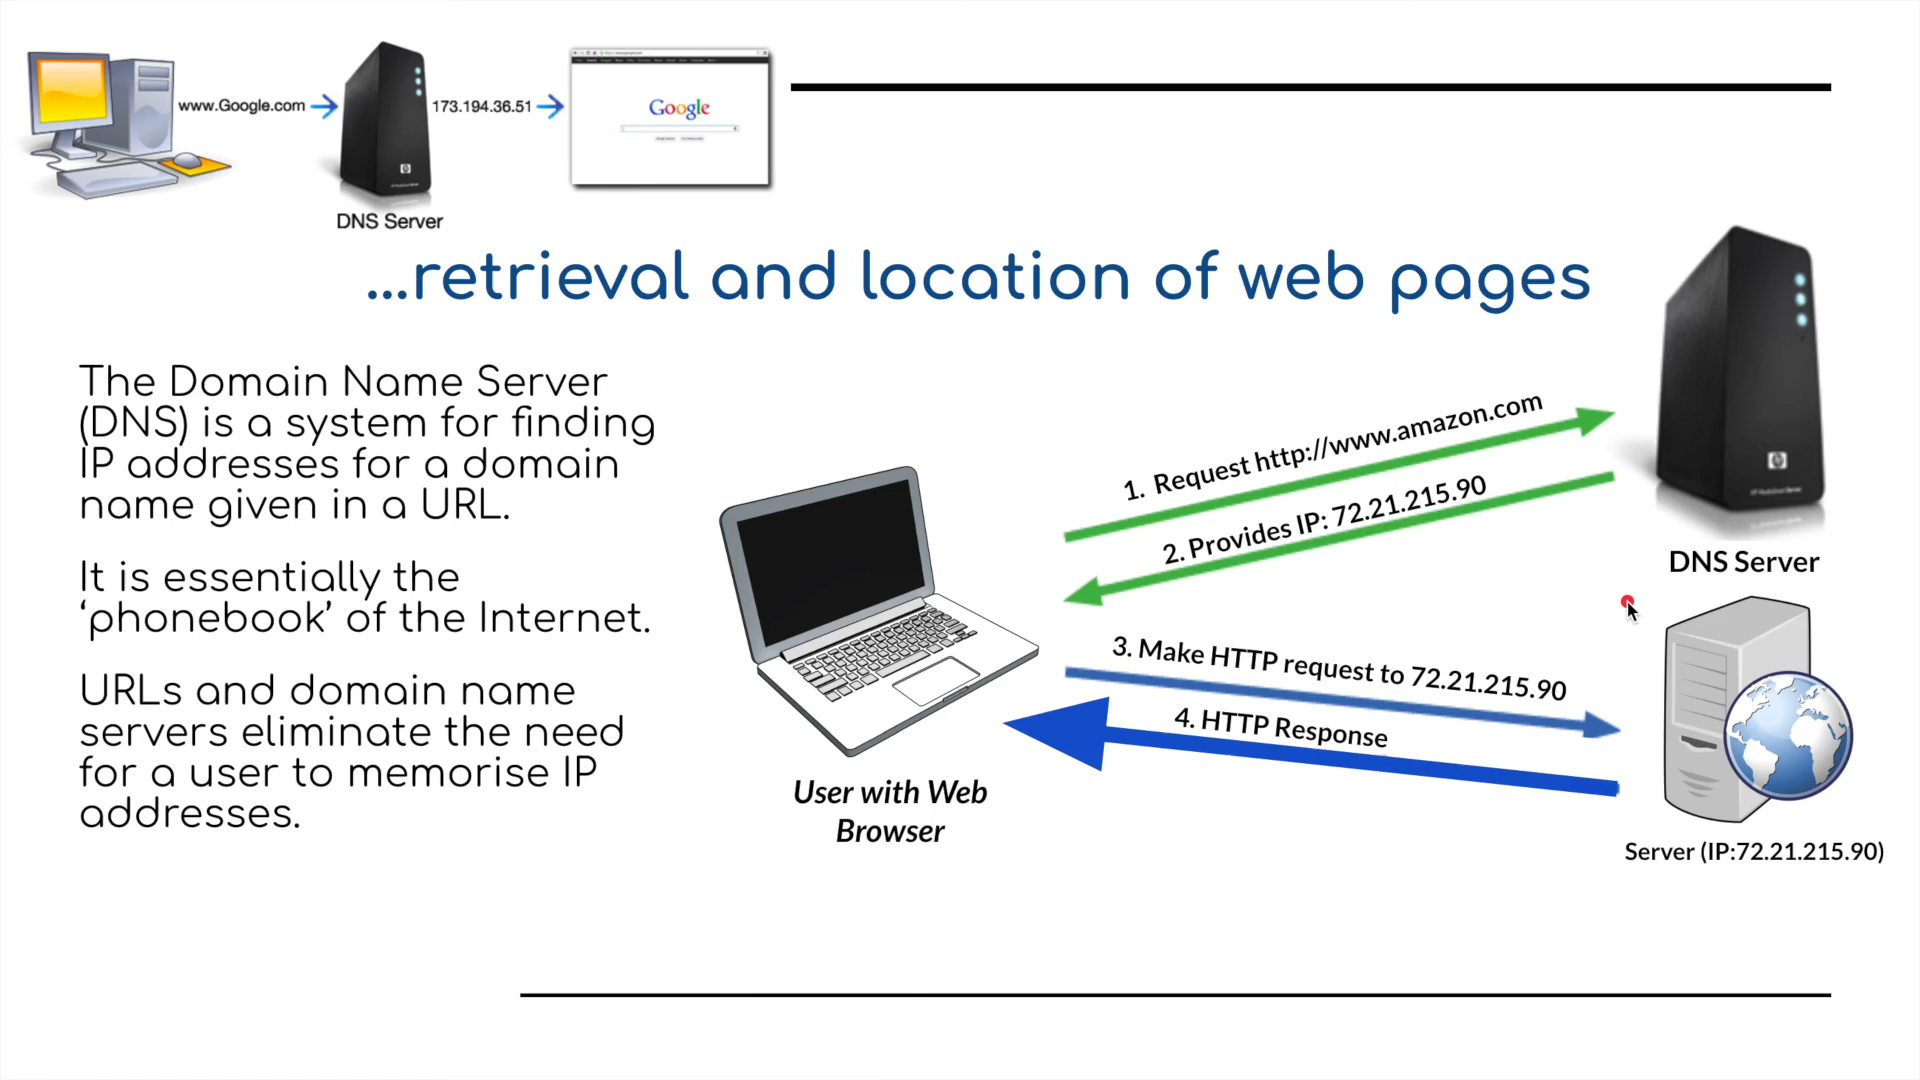 www.Google.com
173.194.36.51
Google
DNS Server
...retrieval and location of web pages
The Domain Name Server
(DNS) is a system for finding
IP addresses for a domain
name given in a URL.
It is essentially the
‘phonebook’ of the Internet.
URLs and domain name
servers eliminate the need
for a user to memorise IP
addresses.
1. Request http://www.amazon.com
2. Provides IP: 72.21.215.90
DNS Server
3. Make HTTP request to 72.21.215.90
4. HTTP Response
User with Web
Browser
Server (IP:72.21.215.90)